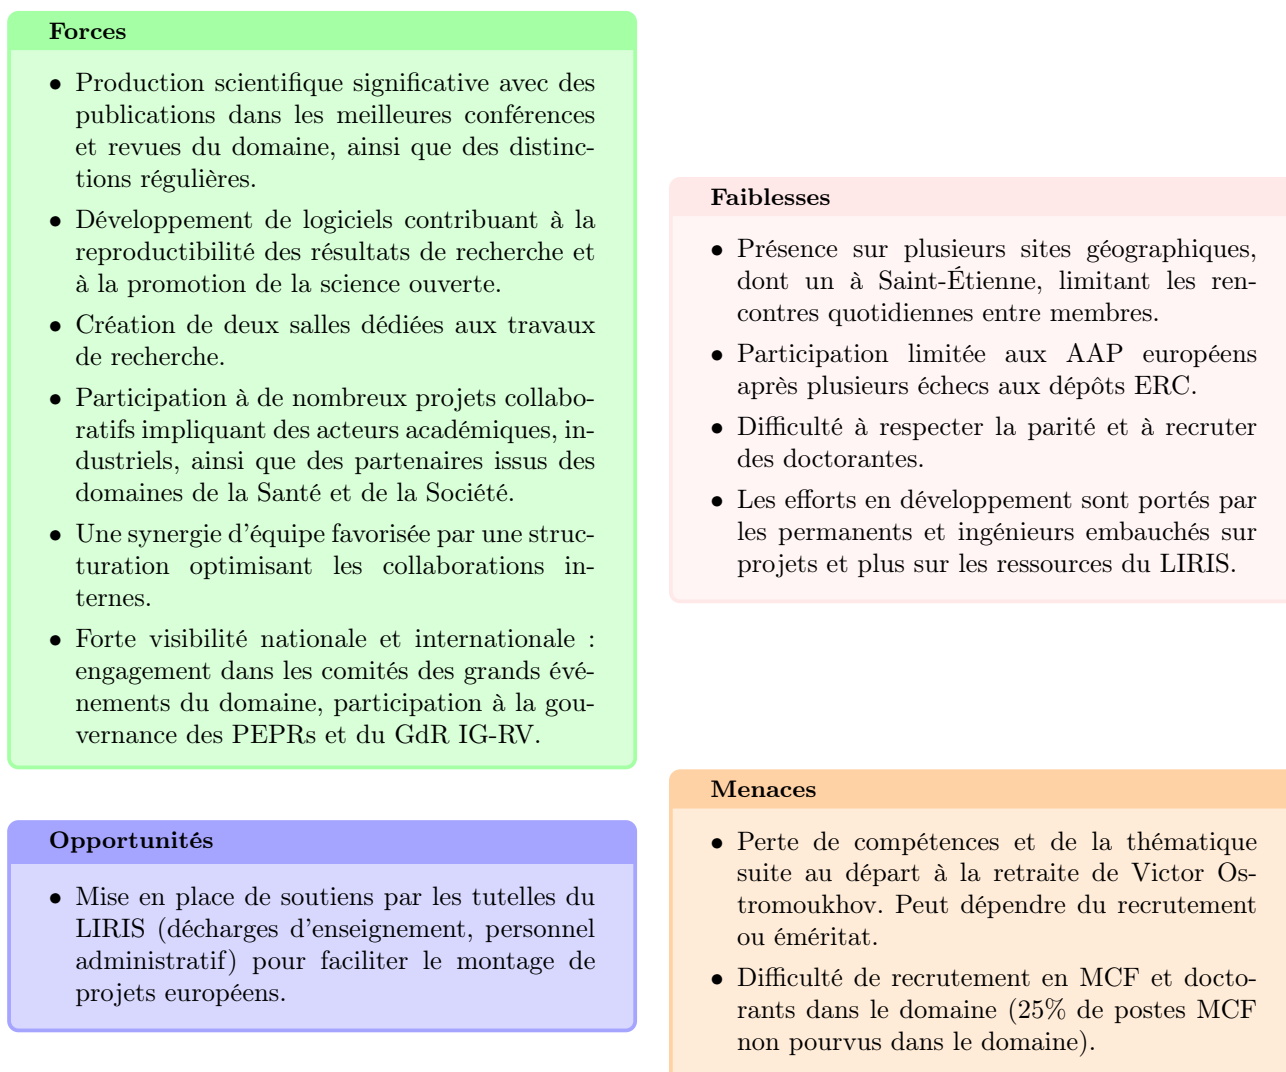 Forces
• Production scientifique significative avec des
publications dans les meilleures conférences
et revues du domaine, ainsi que des distinc-
tions régulières.
• Développement de logiciels contribuant à la
reproductibilité des résultats de recherche et
à la promotion de la science ouverte.
• Création de deux salles dédiées aux travaux
de recherche.
• Participation à de nombreux projets collabo-
ratifs impliquant des acteurs académiques, in-
dustriels, ainsi que des partenaires issus des
domaines de la Santé et de la Société.
• Une synergie d'équipe favorisée par une struc-
turation optimisant les collaborations in-
ternes.
• Forte visibilité nationale et internationale :
engagement dans les comités des grands évé-
nements du domaine, participation à la gou-
vernance des PEPRs et du GdR IG-RV.
Faiblesses
• Présence sur plusieurs sites géographiques,
dont un à Saint-Étienne, limitant les ren-
contres quotidiennes entre membres.
• Participation limitée aux AAP européens
après plusieurs échecs aux dépôts ERC.
• Difficulté à respecter la parité et à recruter
des doctorantes.
• Les efforts en développement sont portés par
les permanents et ingénieurs embauchés sur
projets et plus sur les ressources du LIRIS.
Opportunités
• Mise en place de soutiens par les tutelles du
LIRIS (décharges d'enseignement, personnel
administratif) pour faciliter le montage de
projets européens.
Menaces
• Perte de compétences et de la thématique
suite au départ à la retraite de Victor Os-
tromoukhov. Peut dépendre du recrutement
ou éméritat.
• Difficulté de recrutement en MCF et docto-
rants dans le domaine (25% de postes MCF
non pourvus dans le domaine).